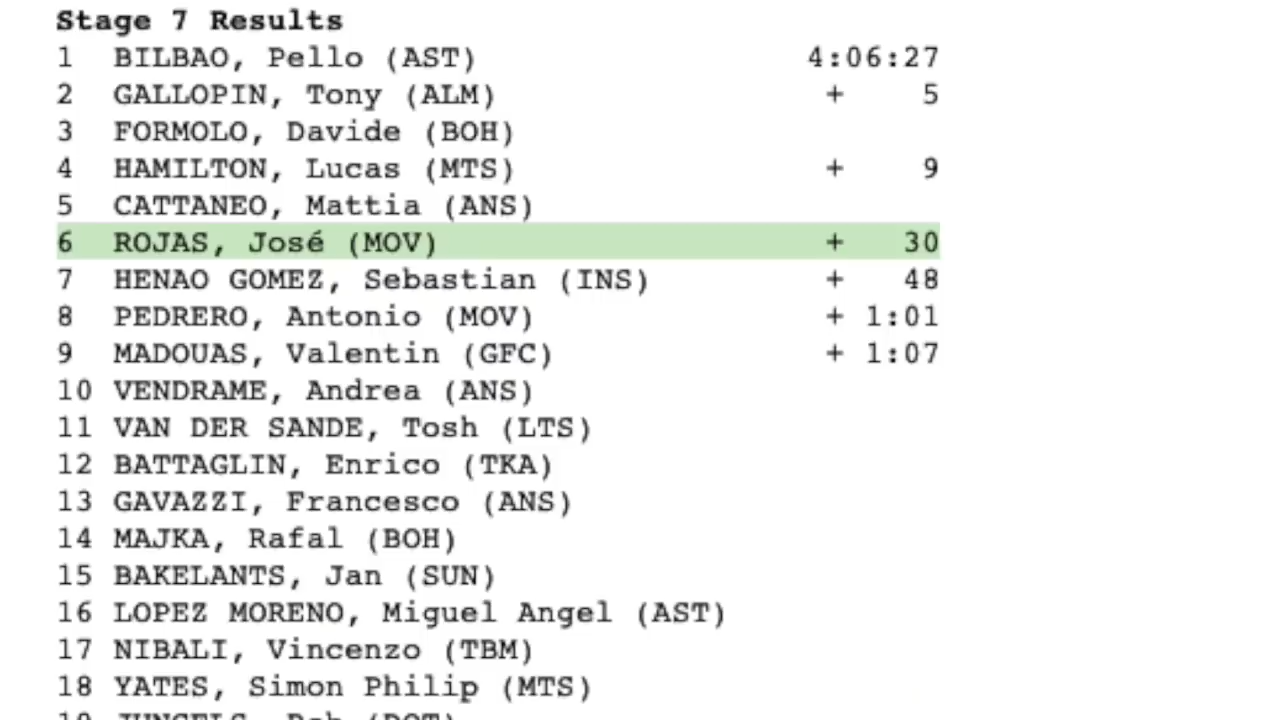 Stage 7 Results
1 BILBAO, Pello (AST) 4:06:27
2 GALLOPIN, Tony (ALM) + 5
3 FORMOLO, Davide (BOH)
4 HAMILTON, Lucas (MTS) + 9
5 CATTANEO, Mattia (ANS)
6 ROJAS, José (MOV) + 30
7 HENAO GOMEZ, Sebastian (INS) + 48
8 PEDRERO, Antonio (MOV) + 1:01
9 MADOUAS, Valentin (GFC) + 1:07
10 VENDRAME, Andrea (ANS)
11 VAN DER SANDE, Tosh (LTS)
12 BATTAGLIN, Enrico (TKA)
13 GAVAZZI, Francesco (ANS)
14 MAJKA, Rafal (BOH)
15 BAKELANTS, Jan (SUN)
16 LOPEZ MORENO, Miguel Angel (AST)
17 NIBALI, Vincenzo (TBM)
18 YATES, Simon Philip (MTS)